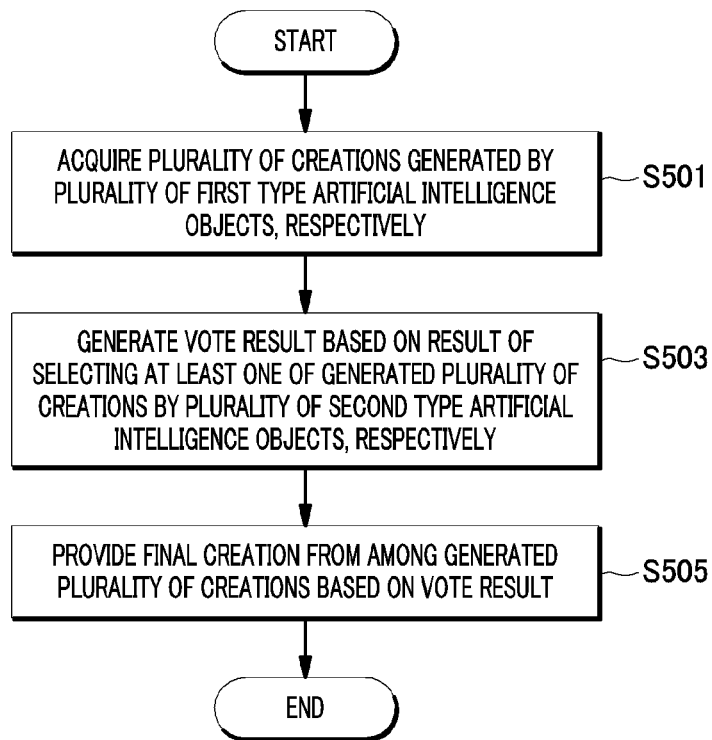 START
ACQUIRE PLURALITY OF CREATIONS GENERATED BY
PLURALITY OF FIRST TYPE ARTIFICIAL INTELLIGENCE
OBJECTS, RESPECTIVELY
S501
GENERATE VOTE RESULT BASED ON RESULT OF
SELECTING AT LEAST ONE OF GENERATED PLURALITY OF
CREATIONS BY PLURALITY OF SECOND TYPE ARTIFICIAL
INTELLIGENCE OBJECTS, RESPECTIVELY
S503
PROVIDE FINAL CREATION FROM AMONG GENERATED
PLURALITY OF CREATIONS BASED ON VOTE RESULT
S505
END